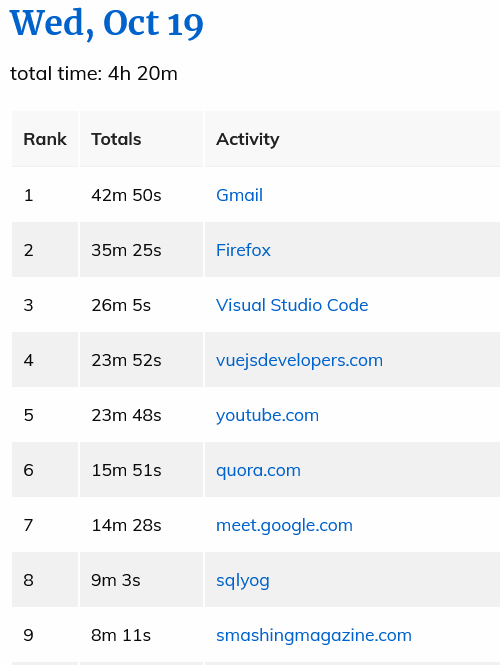 Wed, Oct 19
total time: 4h 20m
Rank Totals Activity
1 42m 50s Gmail
2 35m 25s Firefox
3 26m 5s Visual Studio Code
4 23m 52s vuejsdevelopers.com
5 23m 48s youtube.com
6 15m 51s quora.com
7 14m 28s meet.google.com
8 9m 3s sqlyog
9 8m 11s smashingmagazine.com